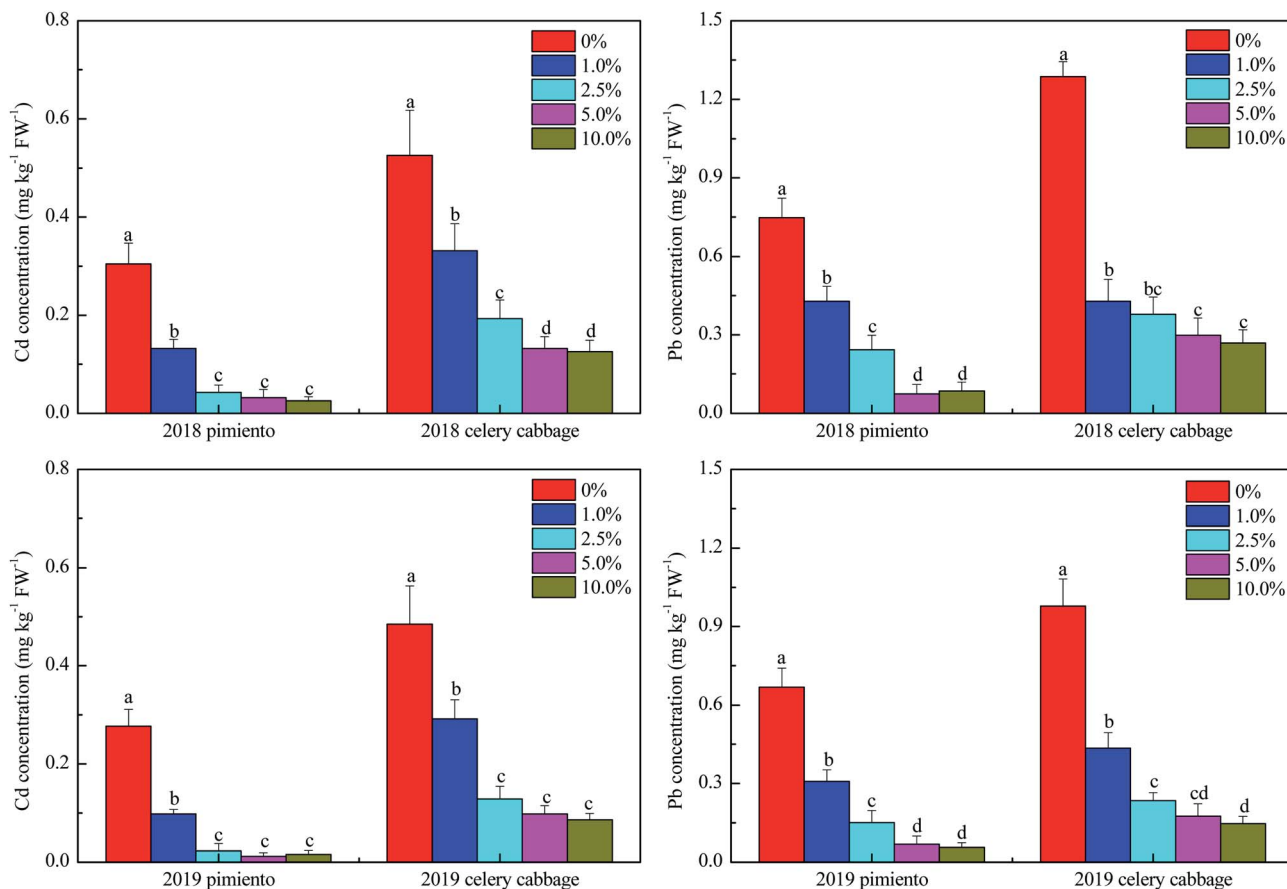 0.8
0.6
0.4
0.2
0.0
Cd concentration (mg kg⁻¹ FW⁻¹)
0%
1.0%
2.5%
5.0%
10.0%
a
b
c
c
c
a
b
c
d
d
2018 pimiento
2018 celery cabbage
1.5
1.2
0.9
0.6
0.3
0.0
Pb concentration (mg kg⁻¹ FW⁻¹)
0%
1.0%
2.5%
5.0%
10.0%
a
b
c
d
d
a
b
bc
c
c
2018 pimiento
2018 celery cabbage
0.8
0.6
0.4
0.2
0.0
Cd concentration (mg kg⁻¹ FW⁻¹)
0%
1.0%
2.5%
5.0%
10.0%
a
b
c
c
c
a
b
c
c
c
2019 pimiento
2019 celery cabbage
1.5
1.2
0.9
0.6
0.3
0.0
Pb concentration (mg kg⁻¹ FW⁻¹)
0%
1.0%
2.5%
5.0%
10.0%
a
b
c
d
d
a
b
c
cd
d
2019 pimiento
2019 celery cabbage